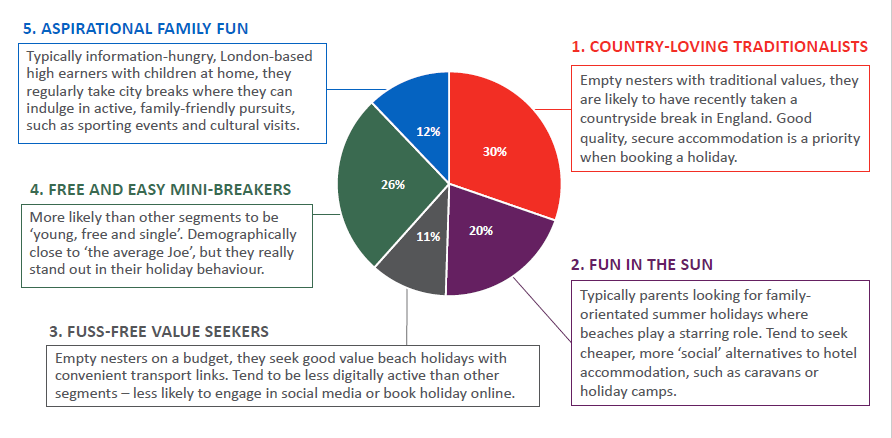 5. ASPIRATIONAL FAMILY FUN
Typically information-hungry, London-based
high earners with children at home, they
regularly take city breaks where they can
indulge in active, family-friendly pursuits,
such as sporting events and cultural visits.
1. COUNTRY-LOVING TRADITIONALISTS
Empty nesters with traditional values, they
are likely to have recently taken a
countryside break in England. Good
quality, secure accommodation is a priority
when booking a holiday.
12%
30%
26%
11%
20%
4. FREE AND EASY MINI-BREAKERS
More likely than other segments to be
‘young, free and single’. Demographically
close to ‘the average Joe’, but they really
stand out in their holiday behaviour.
2. FUN IN THE SUN
Typically parents looking for family-
orientated summer holidays where
beaches play a starring role. Tend to seek
cheaper, more ‘social’ alternatives to hotel
accommodation, such as caravans or
holiday camps.
3. FUSS-FREE VALUE SEEKERS
Empty nesters on a budget, they seek good value beach holidays with
convenient transport links. Tend to be less digitally active than other
segments – less likely to engage in social media or book holiday online.